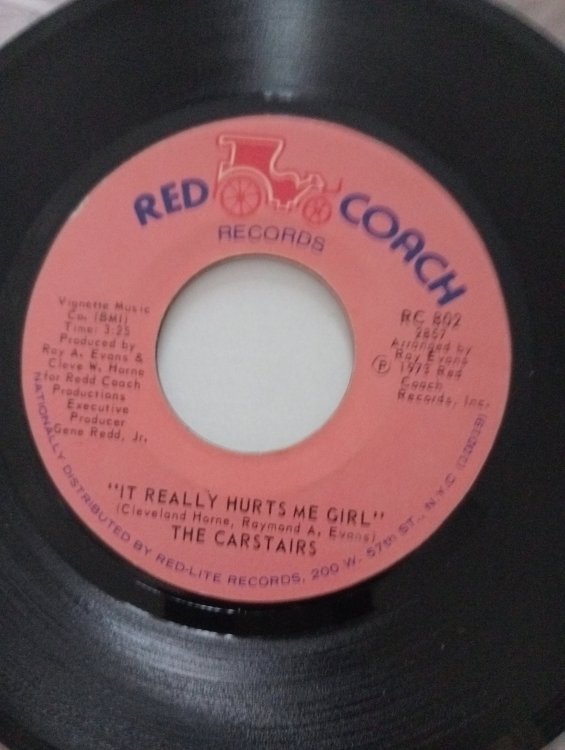 RED COACH
RECORDS
Vignette Music
Co. (BMI)
Time: 3:25
Produced by
Ray A. Evans &
Cleve W. Horne
for Redd Coach
Productions
Executive
Producer
Gene Redd, Jr.
RC 802
2857
Arranged by
Ray Evans
Ⓟ 1973 Red
Coach
Records, Inc.
"IT REALLY HURTS ME GIRL"
(Cleveland Horne, Raymond A. Evans)
THE CARSTAIRS
NATIONALLY DISTRIBUTED BY RED-LITE RECORDS, 200 W. 57th ST., N.Y.C. (10019)